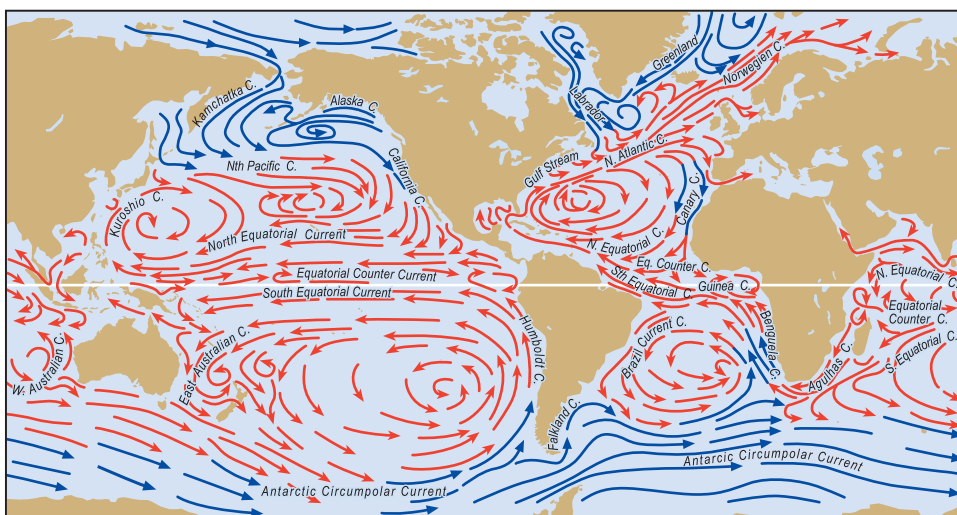 Greenland
Norwegien C.
Kamchatka C.
Alaska C.
Labrador
California C.
Nth Pacific C.
Gulf Stream
N. Atlantic C.
Kuroshio C.
Canary C.
North Equatorial Current
N. Equatorial C.
Eq. Counter C.
N. Equatorial C.
Equatorial Counter Current
Sth Equatorial C.
Guinea C.
South Equatorial Current
Equatorial
Counter C.
W. Australian C.
East Australian C.
Humboldt C.
Brazil Current C.
Benguela C.
Agulhas C.
S. Equatorial C.
Falkland C.
Antarctic Circumpolar Current
Antarcic Circumpolar Current